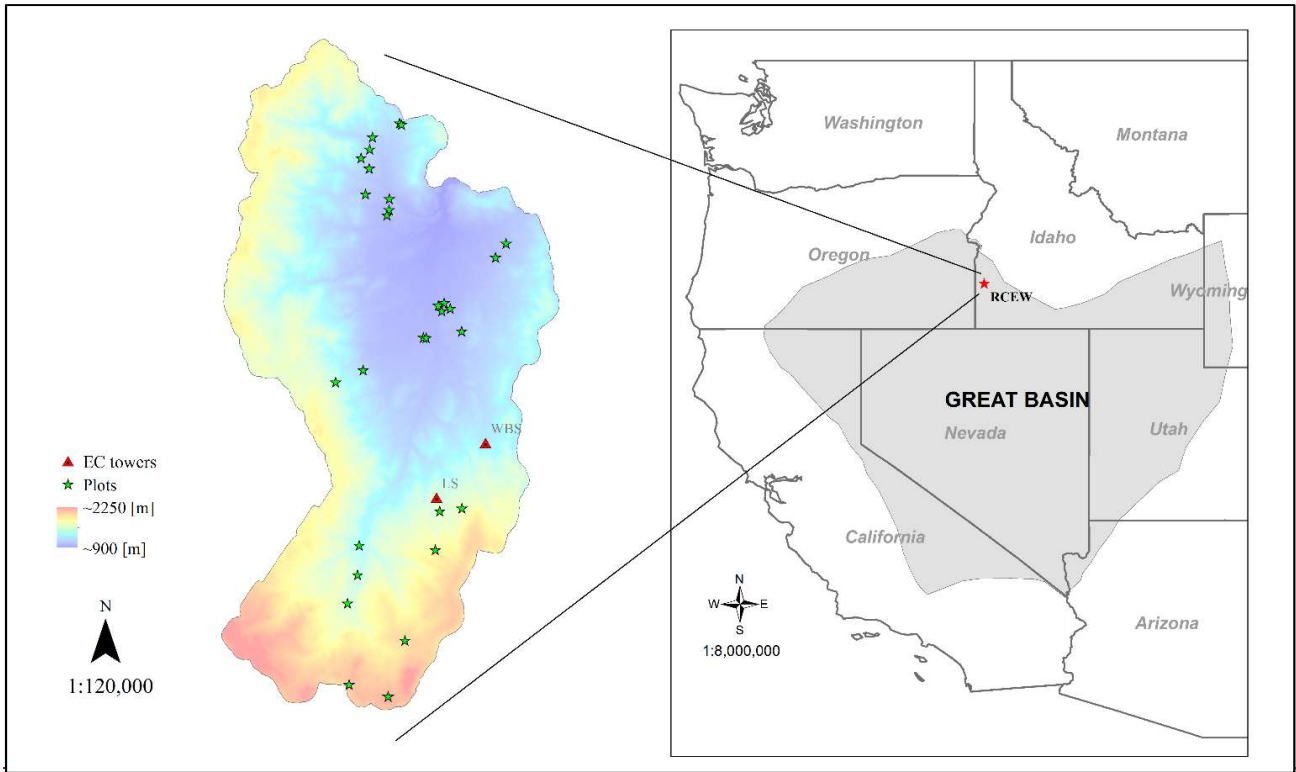 WBS
LS
EC towers
Plots
~2250 [m]
~900 [m]
N
1:120,000
Washington
Montana
Oregon
Idaho
Wyoming
RCEW
GREAT BASIN
Nevada
Utah
California
Arizona
N
W E
S
1:8,000,000